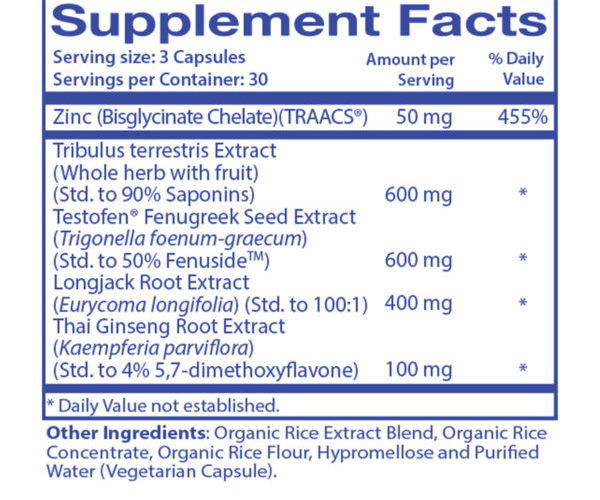 Supplement Facts
Serving size: 3 Capsules
Servings per Container: 30
Amount per Serving
% Daily Value
Zinc (Bisglycinate Chelate)(TRAACS®) 50 mg 455%
Tribulus terrestris Extract
(Whole herb with fruit)
(Std. to 90% Saponins) 600 mg *
Testofen® Fenugreek Seed Extract
(Trigonella foenum-graecum)
(Std. to 50% Fenuside™) 600 mg *
Longjack Root Extract
(Eurycoma longifolia) (Std. to 100:1) 400 mg *
Thai Ginseng Root Extract
(Kaempferia parviflora)
(Std. to 4% 5,7-dimethoxyflavone) 100 mg *
* Daily Value not established.
Other Ingredients: Organic Rice Extract Blend, Organic Rice
Concentrate, Organic Rice Flour, Hypromellose and Purified
Water (Vegetarian Capsule).